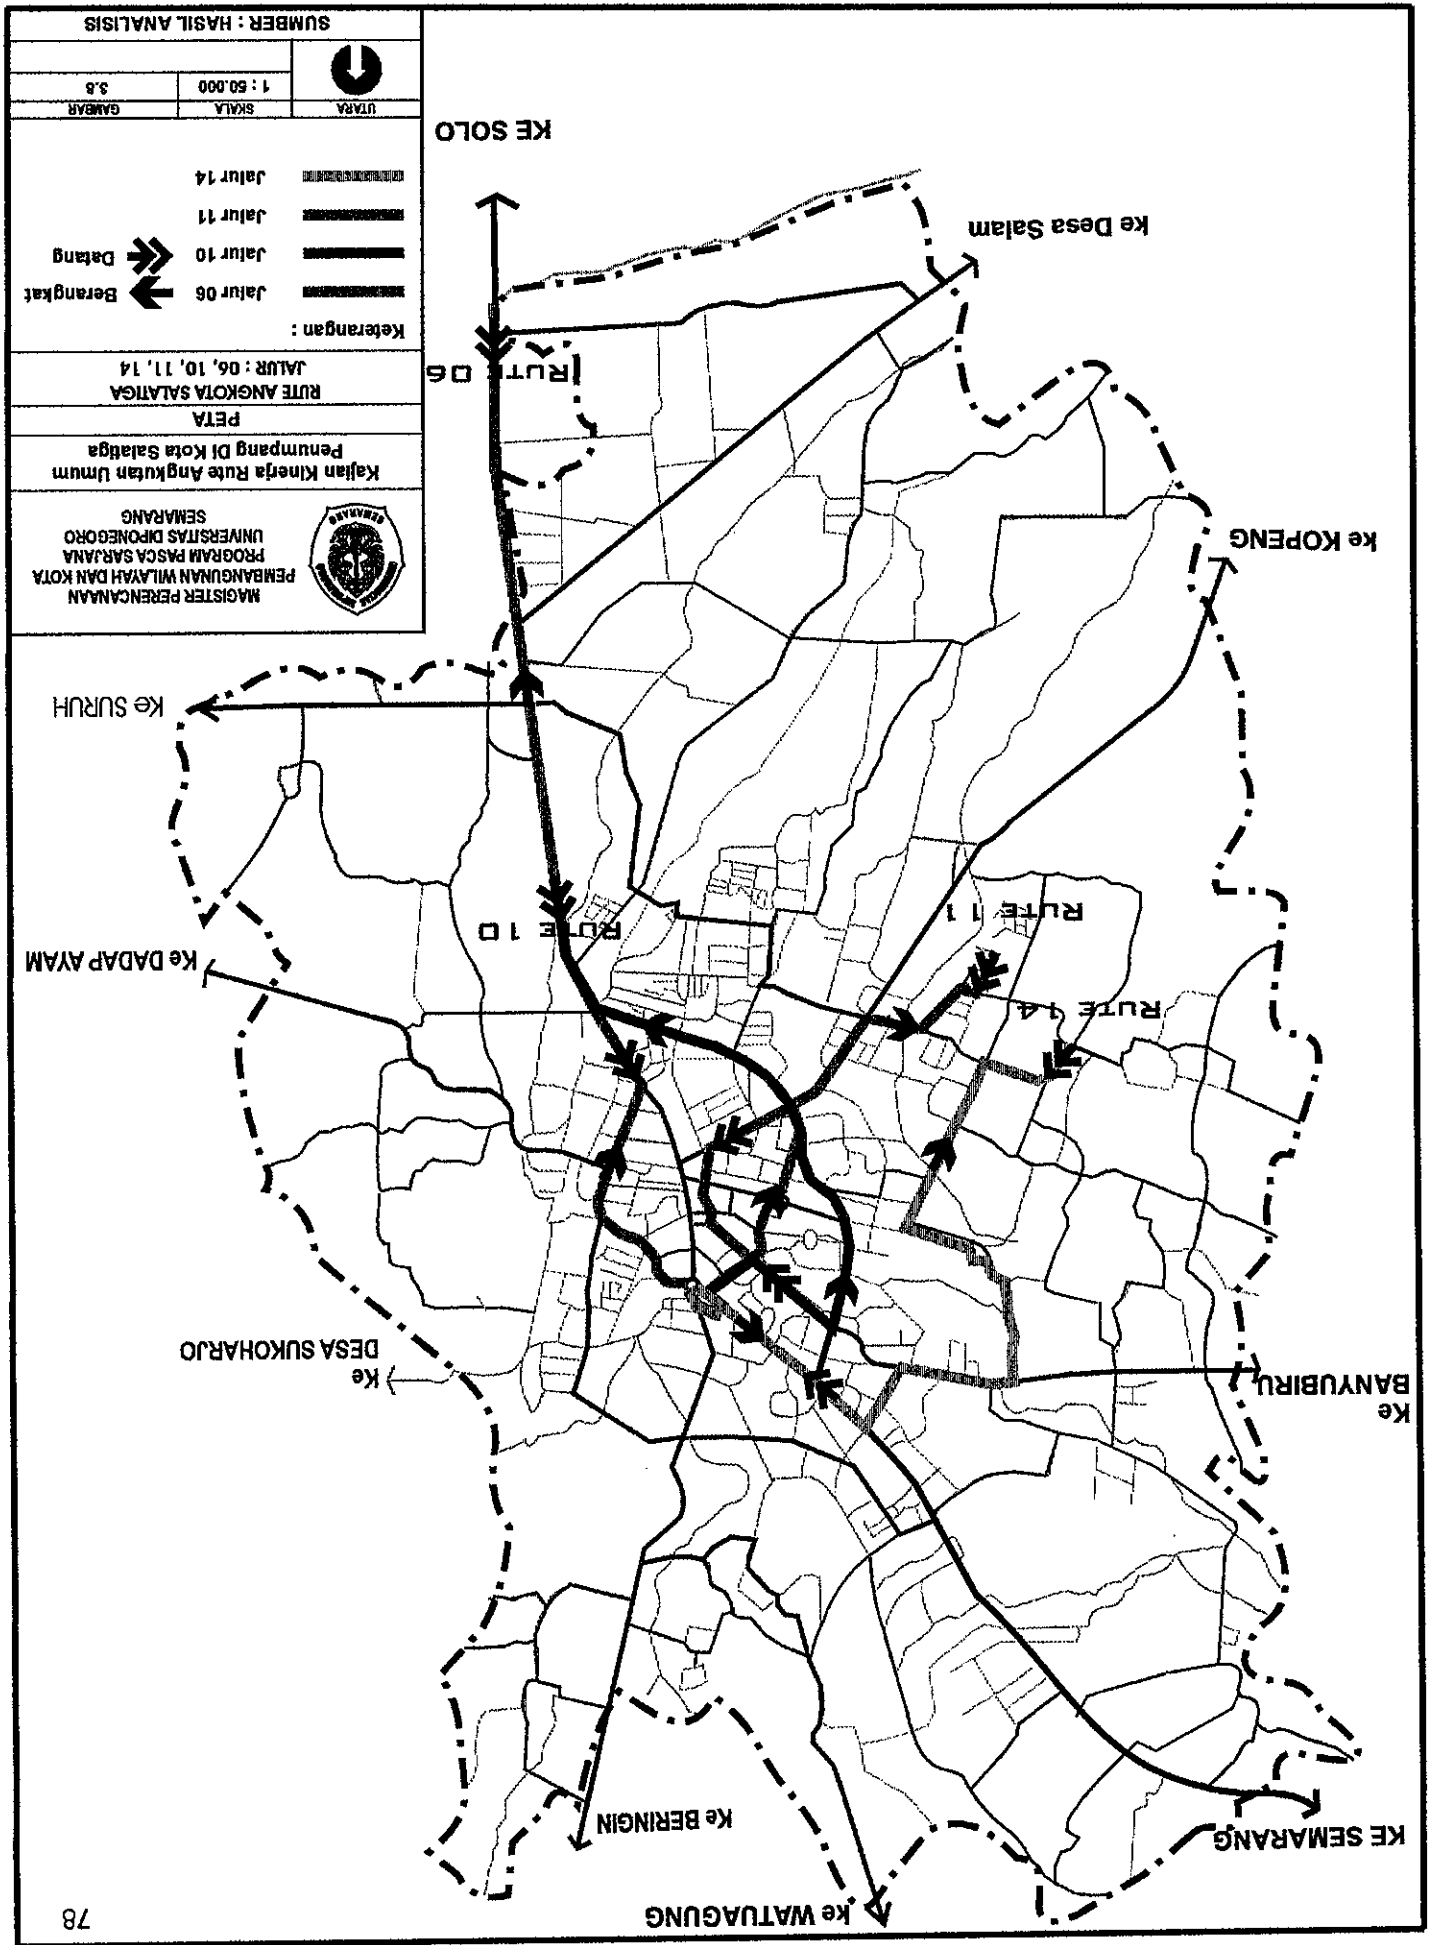 78
ke WATUAGUNG
KE SEMARANG
Ke BERINGIN
Ke
BANYUBIRU
Ke
DESA SUKOHARJO
RUTE 14
RUTE 11
RUTE 10
Ke DADAP AYAM
Ke SURUH
ke KOPENG
RUTE 06
ke Desa Salam
KE SOLO
MAGISTER PERENCANAAN
PEMBANGUNAN WILAYAH DAN KOTA
PROGRAM PASCA SARJANA
UNIVERSITAS DIPONEGORO
SEMARANG
Kajian Kinerja Rute Angkutan Umum
Penumpang Di Kota Salatiga
PETA
RUTE ANGKOTA SALATIGA
JALUR : 06, 10, 11, 14
Keterangan :
Jalur 06 Berangkat
Jalur 10 Datang
Jalur 11
Jalur 14
UTARA SKALA GAMBAR
1 : 50.000 3.8
SUMBER : HASIL ANALISIS